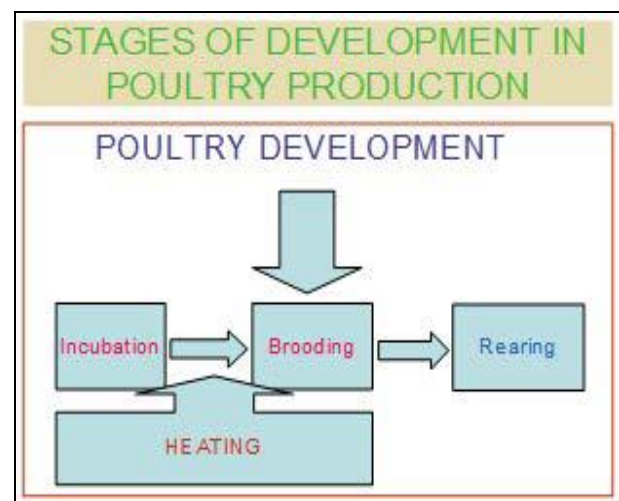 STAGES OF DEVELOPMENT IN
POULTRY PRODUCTION
POULTRY DEVELOPMENT
Incubation
Brooding
Rearing
HEATING